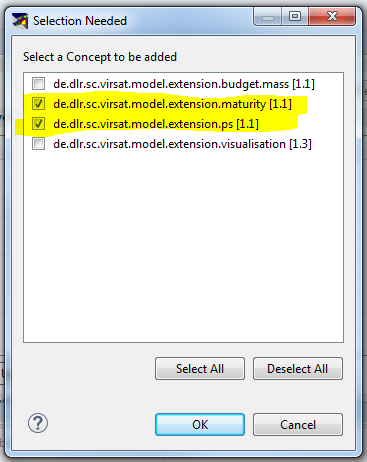 Selection Needed
Select a Concept to be added
de.dlr.sc.virsat.model.extension.budget.mass [1.1]
de.dlr.sc.virsat.model.extension.maturity [1.1]
de.dlr.sc.virsat.model.extension.ps [1.1]
de.dlr.sc.virsat.model.extension.visualisation [1.3]
Select All Deselect All
? OK Cancel